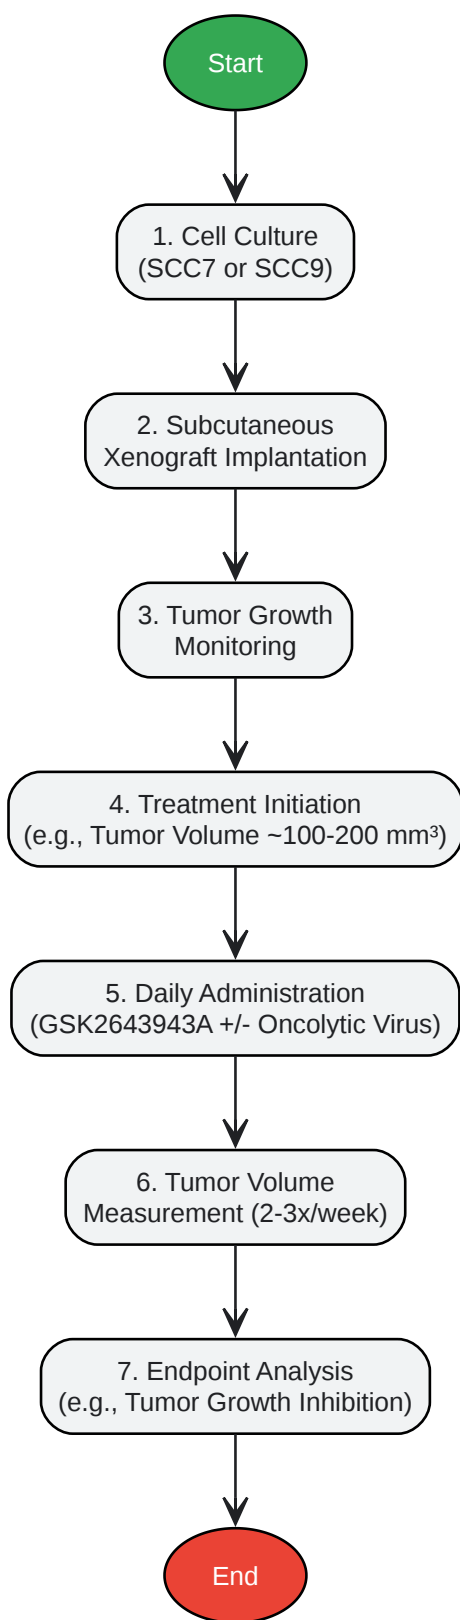 Start
1. Cell Culture
(SCC7 or SCC9)
2. Subcutaneous
Xenograft Implantation
3. Tumor Growth
Monitoring
4. Treatment Initiation
(e.g., Tumor Volume ~100-200 mm³)
5. Daily Administration
(GSK2643943A +/- Oncolytic Virus)
6. Tumor Volume
Measurement (2-3x/week)
7. Endpoint Analysis
(e.g., Tumor Growth Inhibition)
End